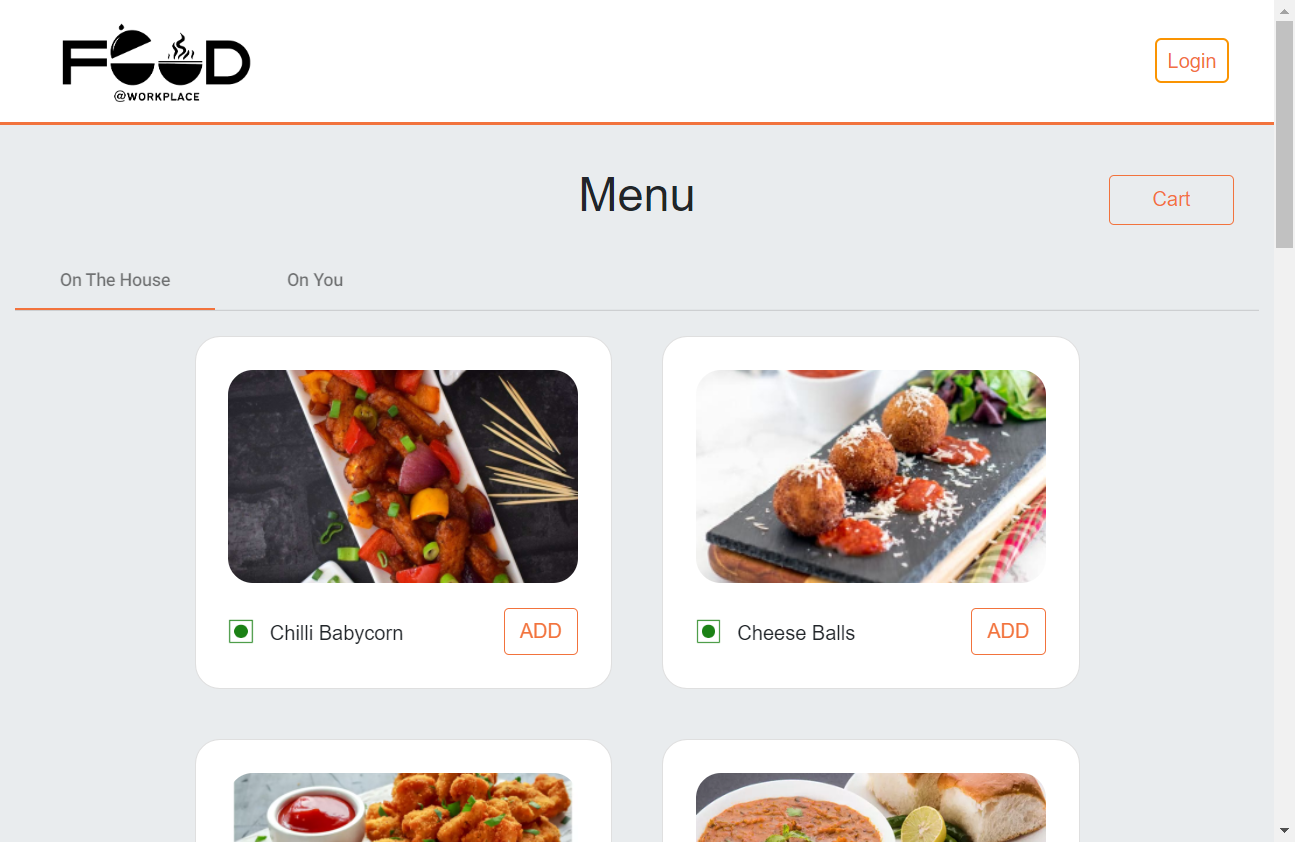 FOOD
@WORKPLACE
Login
Menu
Cart
On The House
On You
Chilli Babycorn
ADD
Cheese Balls
ADD